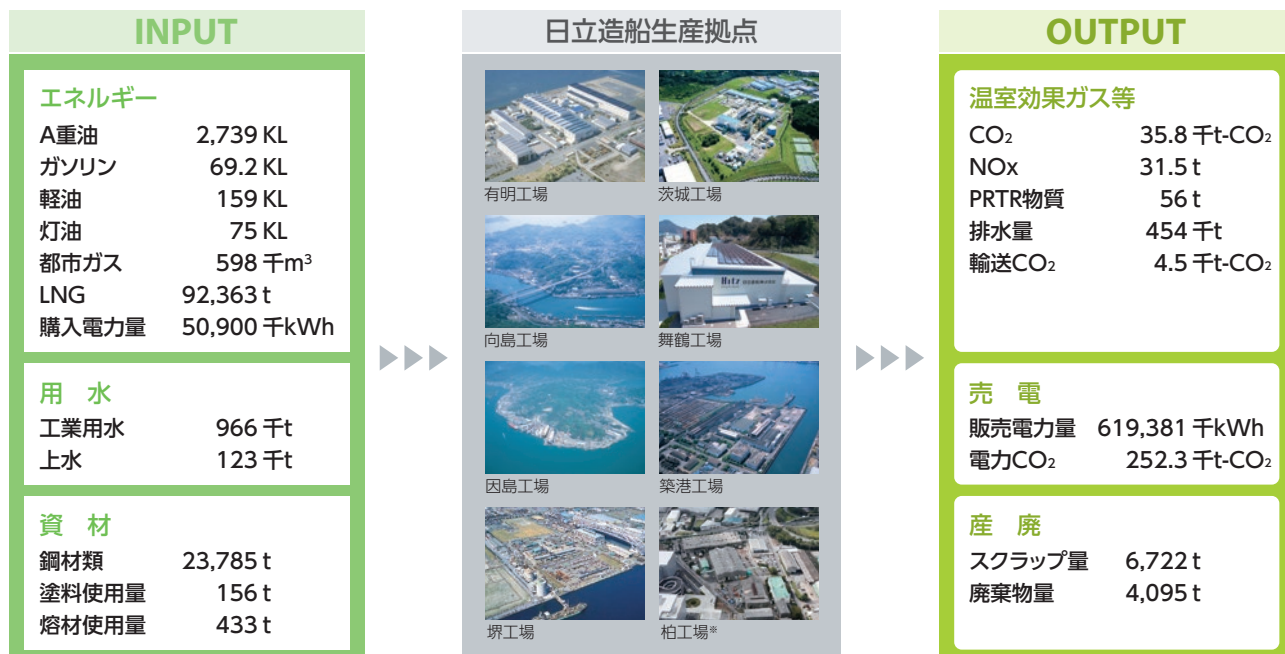 INPUT
エネルギー
A重油 2,739 KL
ガソリン 69.2 KL
軽油 159 KL
灯油 75 KL
都市ガス 598 千m³
LNG 92,363 t
購入電力量 50,900 千kWh
用 水
工業用水 966 千t
上水 123 千t
資 材
鋼材類 23,785 t
塗料使用量 156 t
熔材使用量 433 t
日立造船生産拠点
有明工場 茨城工場
Hitz 日立造船株式会社
向島工場 舞鶴工場
因島工場 築港工場
堺工場 柏工場※
OUTPUT
温室効果ガス等
CO₂ 35.8 千t-CO₂
NOx 31.5 t
PRTR物質 56 t
排水量 454 千t
輸送CO₂ 4.5 千t-CO₂
売 電
販売電力量 619,381 千kWh
電力CO₂ 252.3 千t-CO₂
産 廃
スクラップ量 6,722 t
廃棄物量 4,095 t